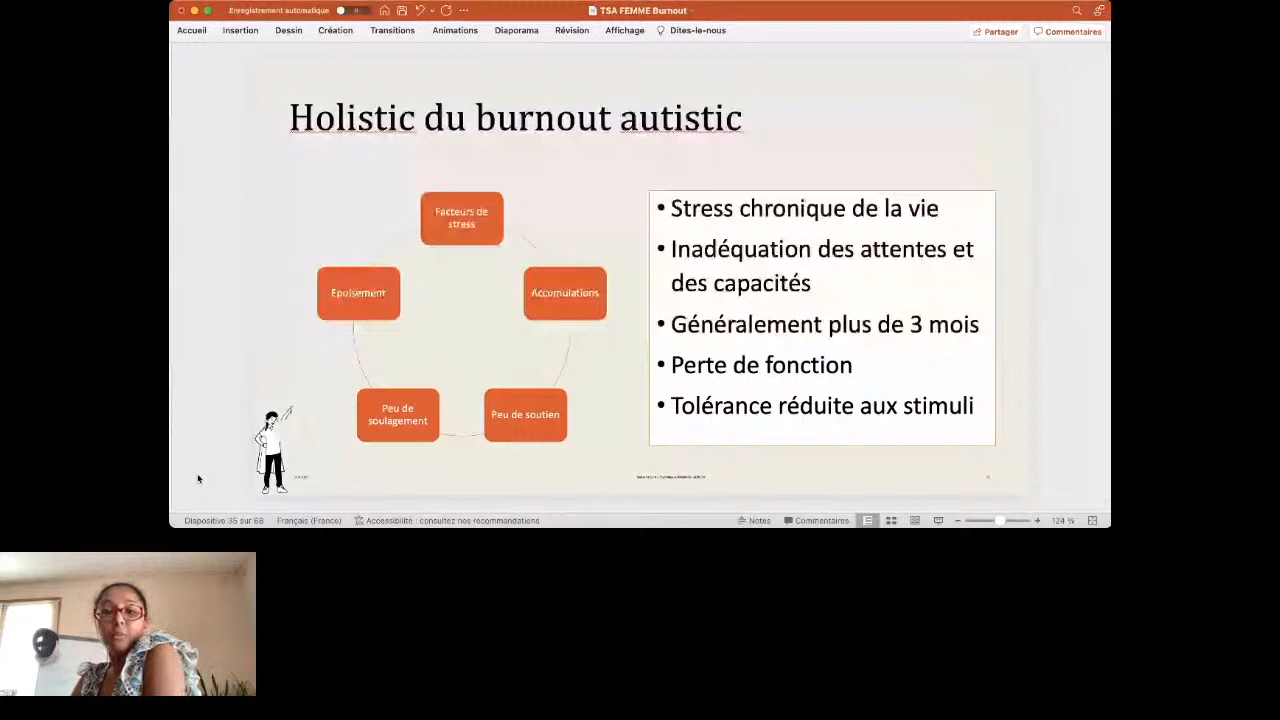 Enregistrement automatique
TSA FEMME Burnout
Accueil Insertion Dessin Création Transitions Animations Diaporama Révision Affichage Dites-le-nous Partager Commentaires
Holistic du burnout autistic
Facteurs de
stress
Epuisement
Accumulations
Peu de
soulagement
Peu de soutien
• Stress chronique de la vie
• Inadéquation des attentes et
des capacités
• Généralement plus de 3 mois
• Perte de fonction
• Tolérance réduite aux stimuli
Diapositive 35 sur 68 Français (France) Accessibilité : consultez nos recommandations Notes Commentaires 124 %